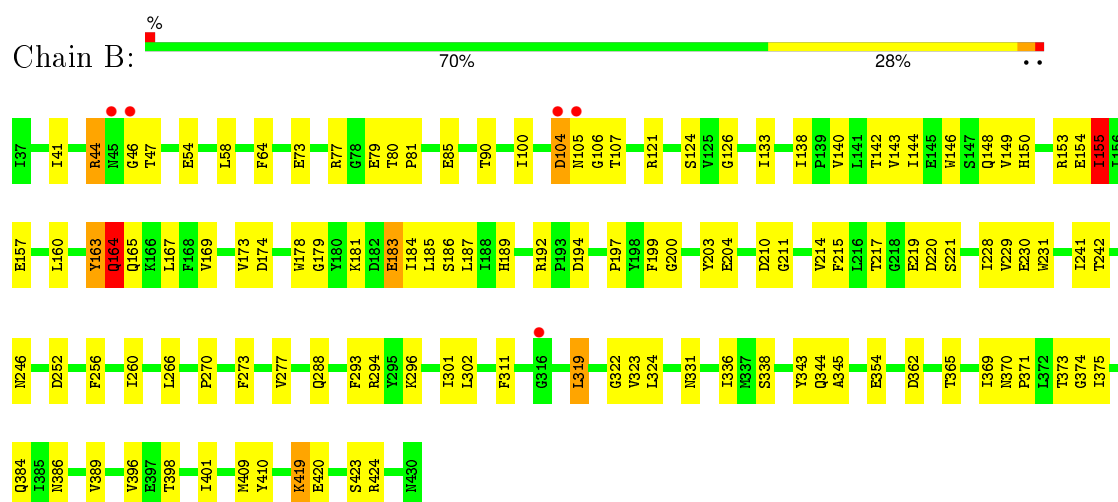 %
Chain B:
70%
28%
I37 I41 R44 N45 G46 T47 E54 L58 F64 E73 R77 G78 E79 T80 P81 E85 T90 I100 D104 N105 G106 T107 R121 S124 V125 G126 I133 I138 P139 V140 L141 T142 V143 I144 E145 W146 S147 Q148 V149 H150 R153 E154 I155 I156
E157 L160 Y163 Q164 Q165 K166 L167 F168 V169 V173 D174 W178 G179 Y180 K181 D182 E183 I184 L185 S186 L187 I188 H189 R192 P193 D194 P197 Y198 F199 G200 Y203 E204 D210 G211 V214 F215 L216 T217 G218 E219 D220 S221 I228 V229 E230 W231 I241 T242
N246 D252 F256 I260 L266 P270 F273 V277 Q288 F293 R294 Y295 K296 I301 L302 F311 G316 L319 G322 V323 L324 N331 I336 M337 S338 Y343 Q344 A345 E354 D362 T365 I369 N370 P371 L372 T373 G374 I375
Q384 I385 N386 V389 V396 E397 T398 I401 M409 Y410 K419 E420 S423 R424 N430